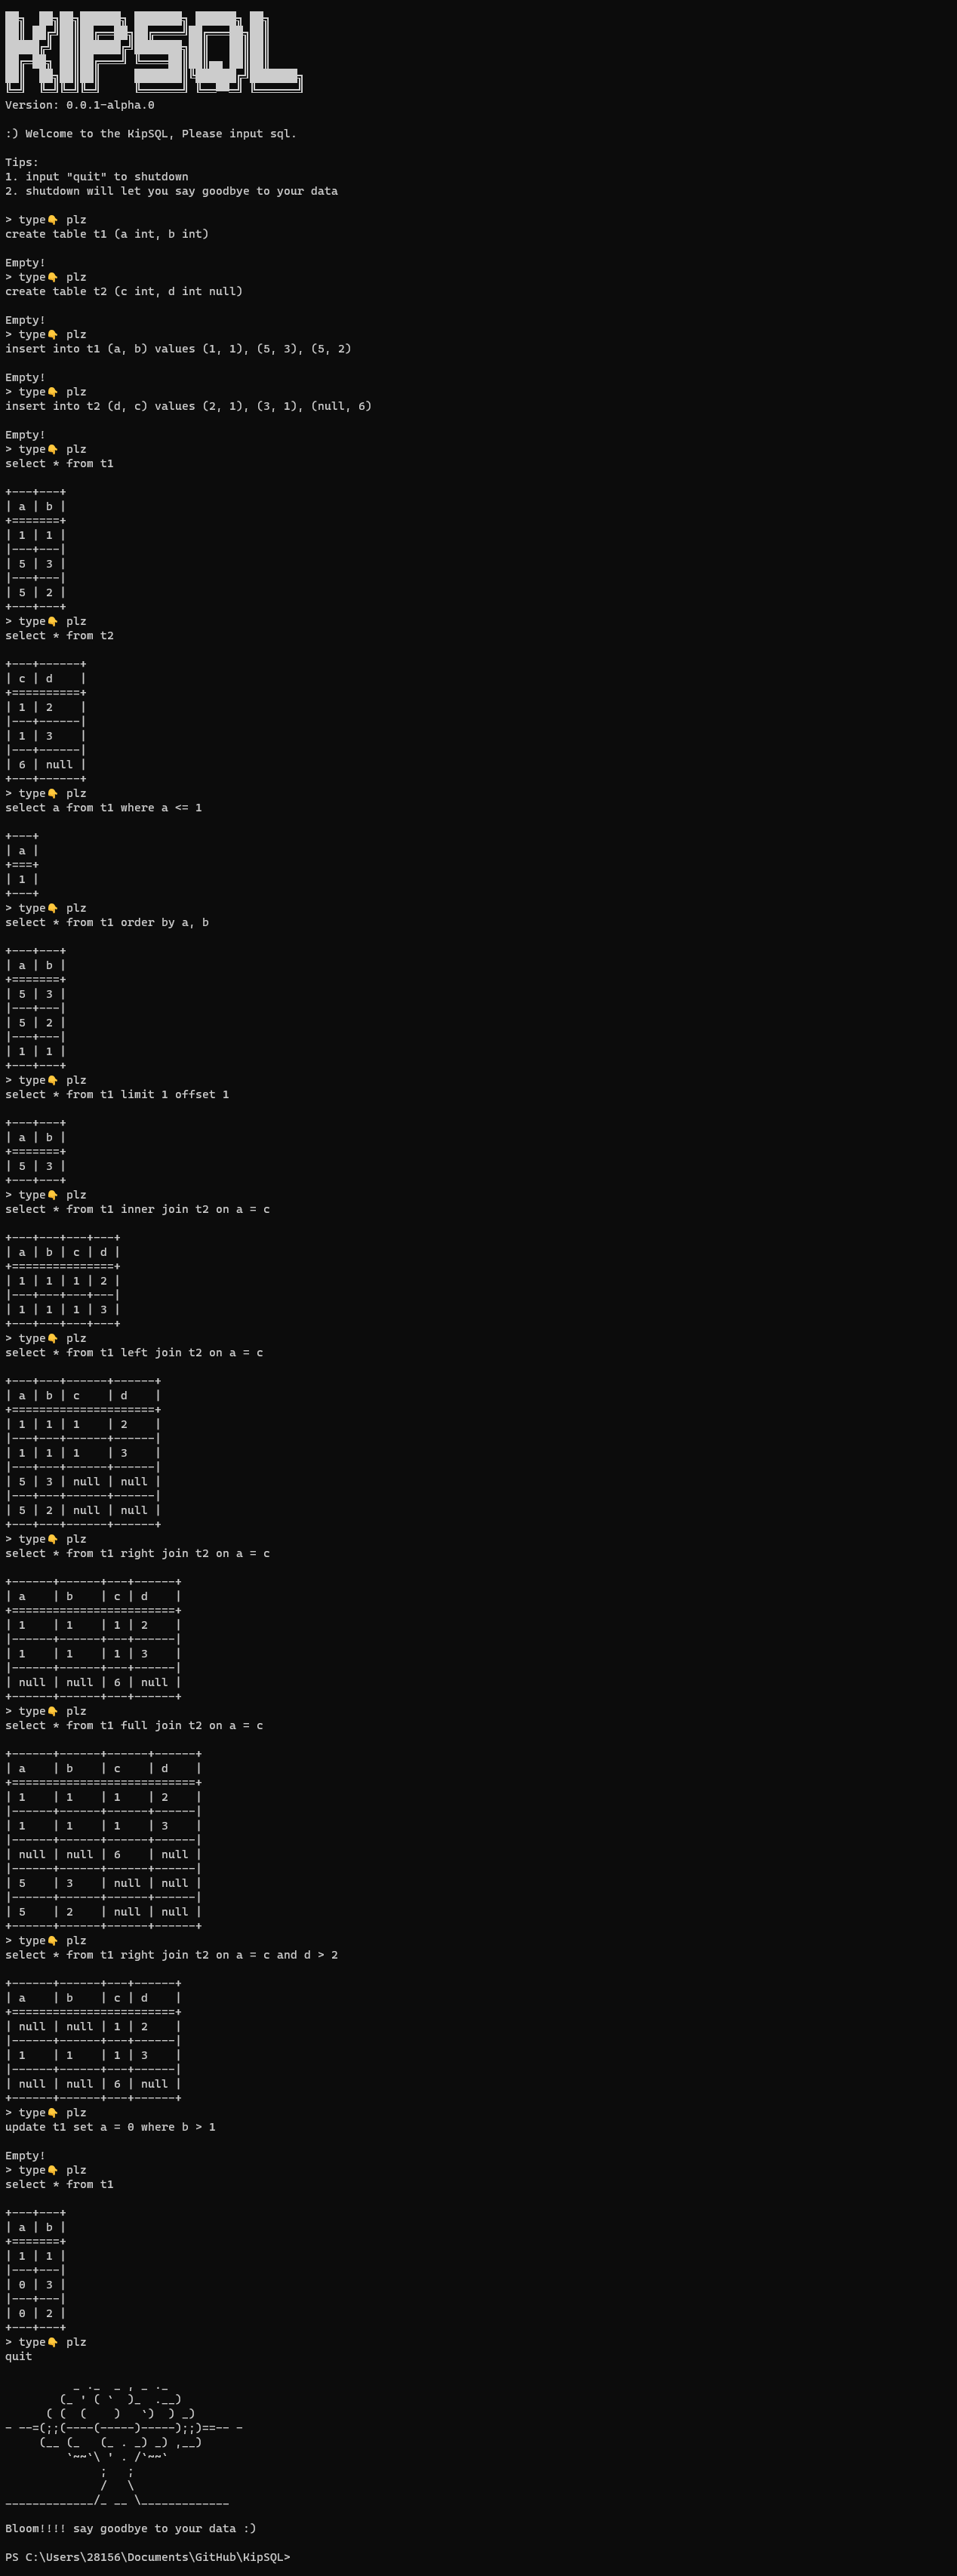 KIPSQL
Version: 0.0.1-alpha.0
:) Welcome to the KipSQL, Please input sql.
Tips:
1. input "quit" to shutdown
2. shutdown will let you say goodbye to your data
> type👇 plz
create table t1 (a int, b int)
Empty!
> type👇 plz
create table t2 (c int, d int null)
Empty!
> type👇 plz
insert into t1 (a, b) values (1, 1), (5, 3), (5, 2)
Empty!
> type👇 plz
insert into t2 (d, c) values (2, 1), (3, 1), (null, 6)
Empty!
> type👇 plz
select * from t1
+---+---+
| a | b |
+=======+
| 1 | 1 |
|---+---|
| 5 | 3 |
|---+---|
| 5 | 2 |
+---+---+
> type👇 plz
select * from t2
+---+------+
| c | d    |
+==========+
| 1 | 2    |
|---+------|
| 1 | 3    |
|---+------|
| 6 | null |
+---+------+
> type👇 plz
select a from t1 where a <= 1
+---+
| a |
+===+
| 1 |
+---+
> type👇 plz
select * from t1 order by a, b
+---+---+
| a | b |
+=======+
| 5 | 3 |
|---+---|
| 5 | 2 |
|---+---|
| 1 | 1 |
+---+---+
> type👇 plz
select * from t1 limit 1 offset 1
+---+---+
| a | b |
+=======+
| 5 | 3 |
+---+---+
> type👇 plz
select * from t1 inner join t2 on a = c
+---+---+---+---+
| a | b | c | d |
+===============+
| 1 | 1 | 1 | 2 |
|---+---+---+---|
| 1 | 1 | 1 | 3 |
+---+---+---+---+
> type👇 plz
select * from t1 left join t2 on a = c
+---+---+------+------+
| a | b | c    | d    |
+=====================+
| 1 | 1 | 1    | 2    |
|---+---+------+------|
| 1 | 1 | 1    | 3    |
|---+---+------+------|
| 5 | 3 | null | null |
|---+---+------+------|
| 5 | 2 | null | null |
+---+---+------+------+
> type👇 plz
select * from t1 right join t2 on a = c
+------+------+---+------+
| a    | b    | c | d    |
+========================+
| 1    | 1    | 1 | 2    |
|------+------+---+------|
| 1    | 1    | 1 | 3    |
|------+------+---+------|
| null | null | 6 | null |
+------+------+---+------+
> type👇 plz
select * from t1 full join t2 on a = c
+------+------+------+------+
| a    | b    | c    | d    |
+===========================+
| 1    | 1    | 1    | 2    |
|------+------+------+------|
| 1    | 1    | 1    | 3    |
|------+------+------+------|
| null | null | 6    | null |
|------+------+------+------|
| 5    | 3    | null | null |
|------+------+------+------|
| 5    | 2    | null | null |
+------+------+------+------+
> type👇 plz
select * from t1 right join t2 on a = c and d > 2
+------+------+---+------+
| a    | b    | c | d    |
+========================+
| null | null | 1 | 2    |
|------+------+---+------|
| 1    | 1    | 1 | 3    |
|------+------+---+------|
| null | null | 6 | null |
+------+------+---+------+
> type👇 plz
update t1 set a = 0 where b > 1
Empty!
> type👇 plz
select * from t1
+---+---+
| a | b |
+=======+
| 1 | 1 |
|---+---|
| 0 | 3 |
|---+---|
| 0 | 2 |
+---+---+
> type👇 plz
quit
          _ ._  _ , _ ._
        (_ ' ( `  )_  .__)
      ( (  (    )   `)  ) _)
- --=(;;(----(-----)-----);;)==-- -
     (__ (_   (_ . _) _) ,__)
         `~~`\ ' . /`~~`
              ;   ;
              /   \
_____________/_ __ \_____________
Bloom!!!! say goodbye to your data :)
PS C:\Users\28156\Documents\GitHub\KipSQL>